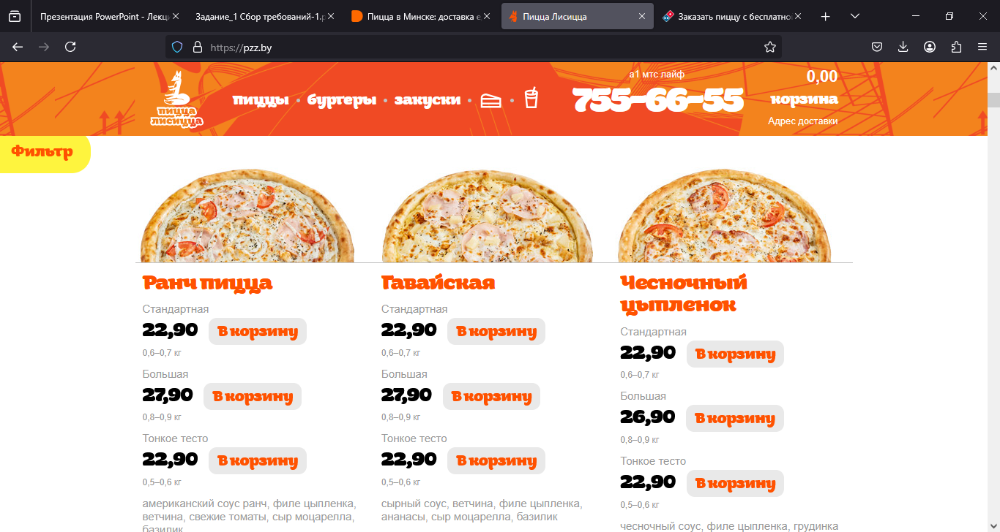 Презентация PowerPoint - Лекц
Задание_1 Сбор требований-1.p
Пицца в Минске: доставка е
Пицца Лисицца
Заказать пиццу с бесплатно
https://pzz.by
пицца
лисицца
пиццы • бургеры • закуски
а1 мтс лайф
755-66-55
0,00
корзина
Адрес доставки
Фильтр
Ранч пицца
Стандартная
22,90 В корзину
0,6–0,7 кг
Большая
27,90 В корзину
0,8–0,9 кг
Тонкое тесто
22,90 В корзину
0,5–0,6 кг
американский соус ранч, филе цыпленка,
ветчина, свежие томаты, сыр моцарелла,
базилик
Гавайская
Стандартная
22,90 В корзину
0,6–0,7 кг
Большая
27,90 В корзину
0,8–0,9 кг
Тонкое тесто
22,90 В корзину
0,5–0,6 кг
сырный соус, ветчина, филе цыпленка,
ананасы, сыр моцарелла, базилик
Чесночный
цыпленок
Стандартная
22,90 В корзину
0,6–0,7 кг
Большая
26,90 В корзину
0,8–0,9 кг
Тонкое тесто
22,90 В корзину
0,5–0,6 кг
чесночный соус, филе цыпленка, грудинка